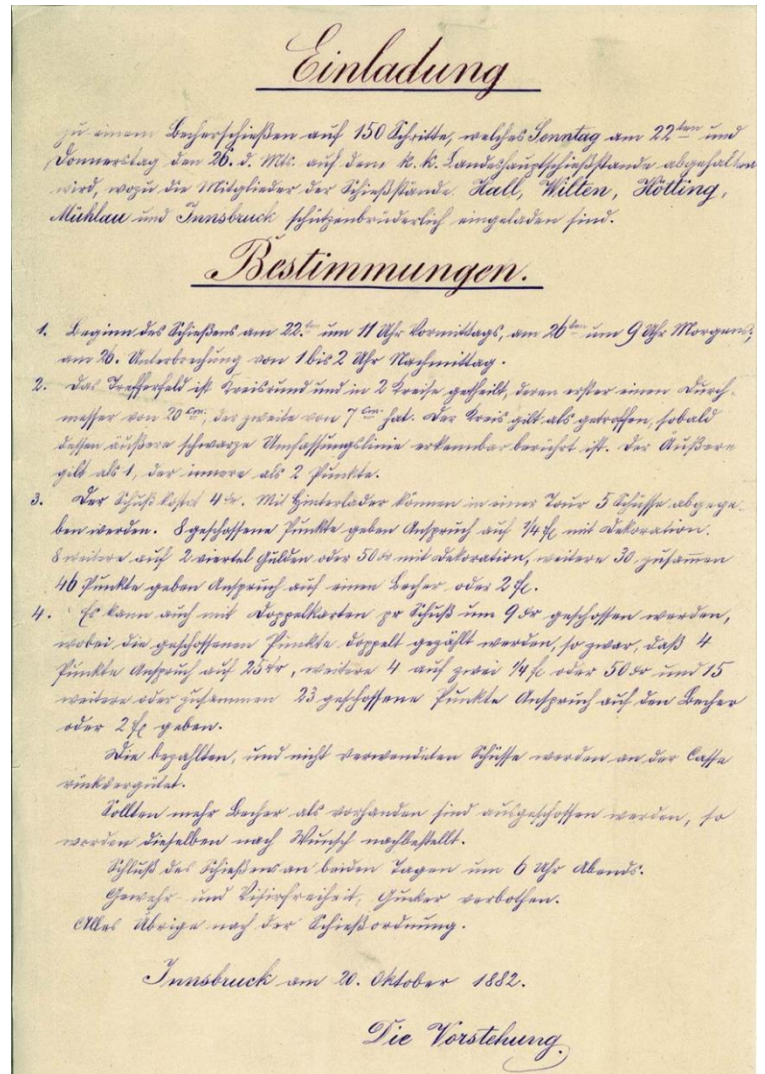 Einladung
zu einem Becherschießen auf 150 Schritte, welches Sonntag am 22ten und
Donnerstag den 26. d. Mts. auf dem k. k. Landeshauptschießstande abgehalten
wird, wozu die Mitglieder der Schießstände Hall, Wilten, Hötting,
Mühlau und Innsbruck schützenbrüderlich eingeladen sind.
Bestimmungen.
1. Beginn des Schießens am 22.ten um 11 Uhr Vormittags, am 26ten um 9 Uhr Morgens;
am 26. Unterbrechung von 1 bis 2 Uhr Nachmittag.
2. Das Trefferfeld ist kreisrund und in 2 Kreise getheilt, deren erster einen Durch-
messer von 20 cm, der zweite von 7 cm hat. Der Kreis gilt als getroffen, sobald
dessen äußere schwarze Umfassungslinie erkennbar berührt ist. Der Äußere
gilt als 1, der innere als 2 Punkte.
3. Der Schuß kostet 4 kr. Mit Hinterlader können in einer Tour 5 Schüsse abgege-
ben werden. 8 geschossene Punkte geben Anspruch auf 1/4 fl mit Dekoration.
8 weitere auf 2 viertel Gulden oder 50 kr mit Dekoration, weitere 30, zusammen
46 Punkte geben Anspruch auf einen Becher oder 2 fl.
4. Es kann auch mit Doppelkarten pr Schuß um 9 kr geschossen werden,
wobei die geschossenen Punkte doppelt gezählt werden, so zwar, daß 4
Punkte Anspruch auf 25 kr, weitere 4 auf zwei 1/4 fl oder 50 kr und 15
weitere oder zusammen 23 geschossene Punkte Anspruch auf den Becher
oder 2 fl geben.
Die bezahlten, und nicht verwendeten Schüsse werden an der Cassa
rückvergütet.
Sollten mehr Becher als vorhanden sind ausgeschossen werden, so
werden dieselben nach Wunsch nachbestellt.
Schluß des Schießens an beiden Tagen um 6 Uhr Abends.
Gewehr- und Visirfreiheit, Gucker verbothen.
Alles Übrige nach der Schießordnung.
Innsbruck am 20. Oktober 1882.
Die Vorstehung.